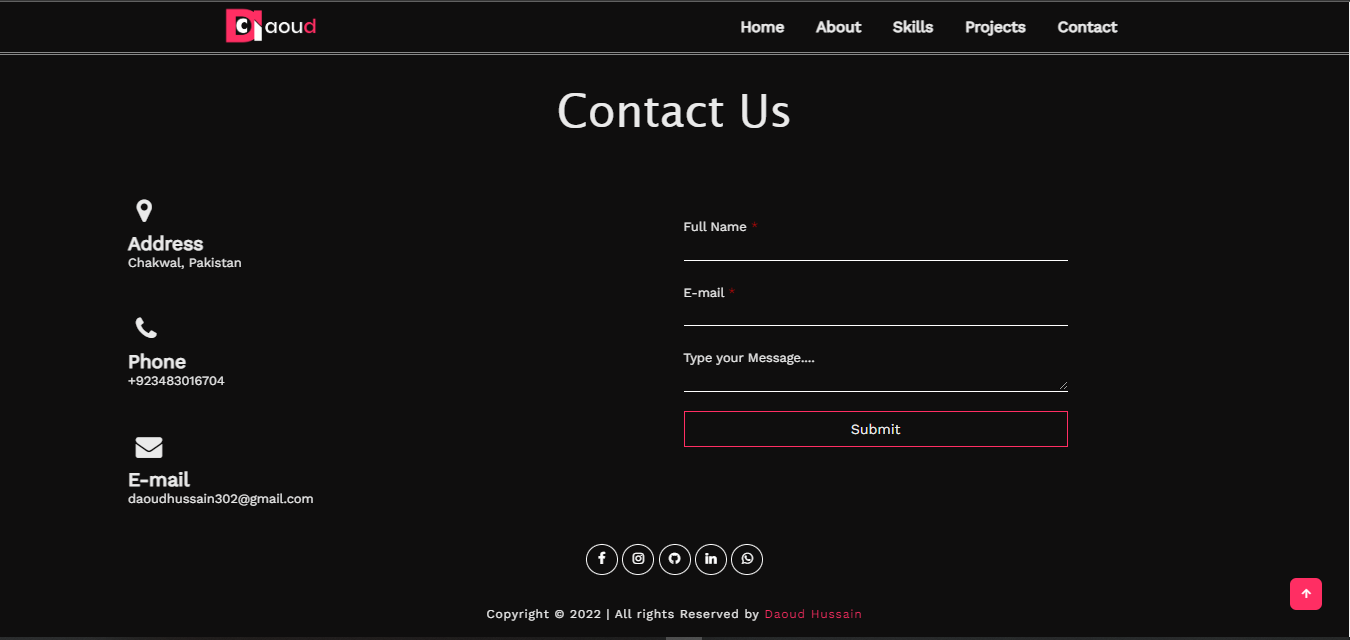 Daoud
Home About Skills Projects Contact
Contact Us
Address
Chakwal, Pakistan
Phone
+923483016704
E-mail
daoudhussain302@gmail.com
Full Name *
E-mail *
Type your Message....
Submit
Copyright © 2022 | All rights Reserved by Daoud Hussain